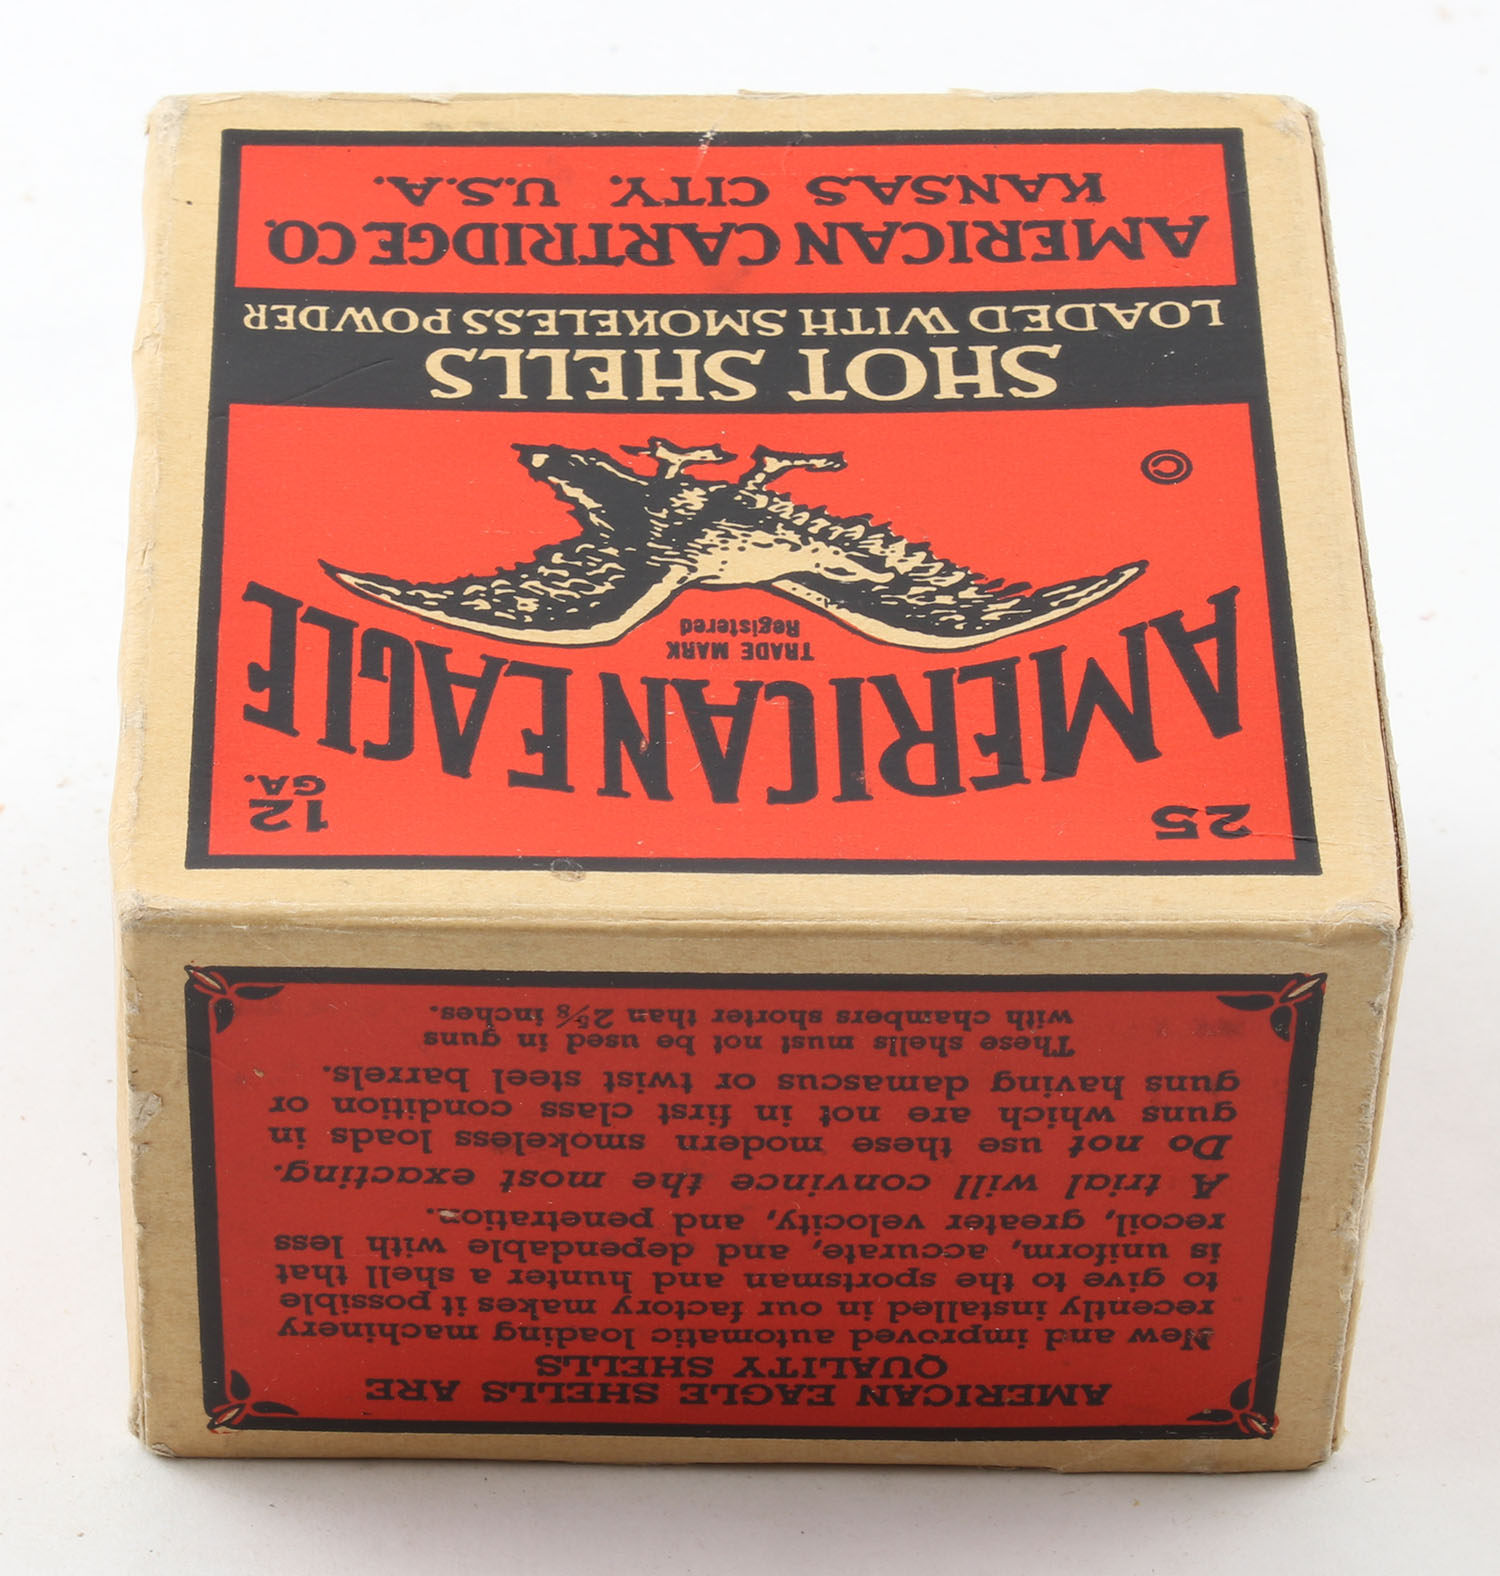 25
12
GA.
AMERICAN EAGLE
TRADE MARK
Registered
©
SHOT SHELLS
LOADED WITH SMOKELESS POWDER
AMERICAN CARTRIDGE CO.
KANSAS CITY, U.S.A.
AMERICAN EAGLE SHELLS ARE
QUALITY SHELLS
New and improved automatic loading machinery
recently installed in our factory makes it possible
to give to the sportsman and hunter a shell that
is uniform, accurate, and dependable with less
recoil, greater velocity, and penetration.
A trial will convince the most exacting.
Do not use these modern smokeless loads in
guns which are not in first class condition or
guns having damascus or twist steel barrels.
These shells must not be used in guns
with chambers shorter than 2⅝ inches.